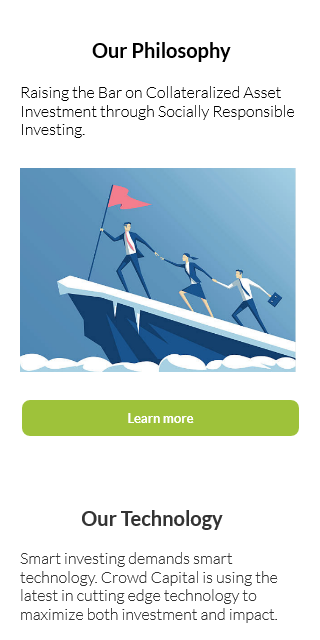 Our Philosophy
Raising the Bar on Collateralized Asset
Investment through Socially Responsible
Investing.
Learn more
Our Technology
Smart investing demands smart
technology. Crowd Capital is using the
latest in cutting edge technology to
maximize both investment and impact.